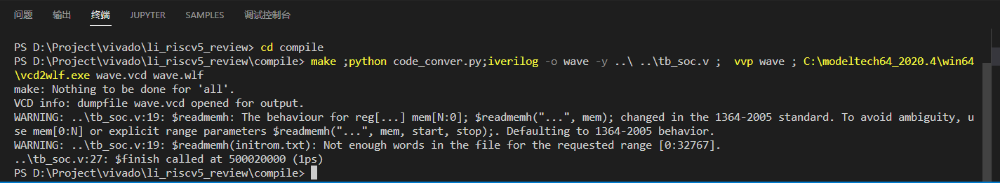 问题 输出 终端 JUPYTER SAMPLES 调试控制台
PS D:\Project\vivado\li_riscv5_review> cd compile
PS D:\Project\vivado\li_riscv5_review\compile> make ;python code_conver.py;iverilog -o wave -y ..\ ..\tb_soc.v ;  vvp wave ; C:\modeltech64_2020.4\win64
\vcd2wlf.exe wave.vcd wave.wlf
make: Nothing to be done for 'all'.
VCD info: dumpfile wave.vcd opened for output.
WARNING: ..\tb_soc.v:19: $readmemh: The behaviour for reg[...] mem[N:0]; $readmemh("...", mem); changed in the 1364-2005 standard. To avoid ambiguity, u
se mem[0:N] or explicit range parameters $readmemh("...", mem, start, stop);. Defaulting to 1364-2005 behavior.
WARNING: ..\tb_soc.v:19: $readmemh(initrom.txt): Not enough words in the file for the requested range [0:32767].
..\tb_soc.v:27: $finish called at 500020000 (1ps)
PS D:\Project\vivado\li_riscv5_review\compile>